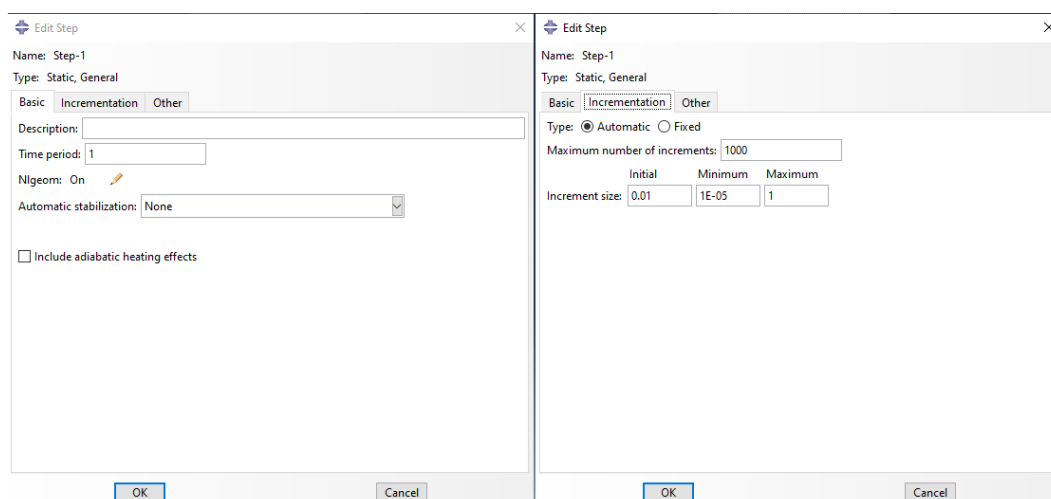 Edit Step
Name: Step-1
Type: Static, General
Basic Incrementation Other
Description:
Time period: 1
Nlgeom: On
Automatic stabilization: None
Include adiabatic heating effects
OK Cancel
Edit Step
Name: Step-1
Type: Static, General
Basic Incrementation Other
Type: Automatic Fixed
Maximum number of increments: 1000
Initial Minimum Maximum
Increment size: 0.01 1E-05 1
OK Cancel